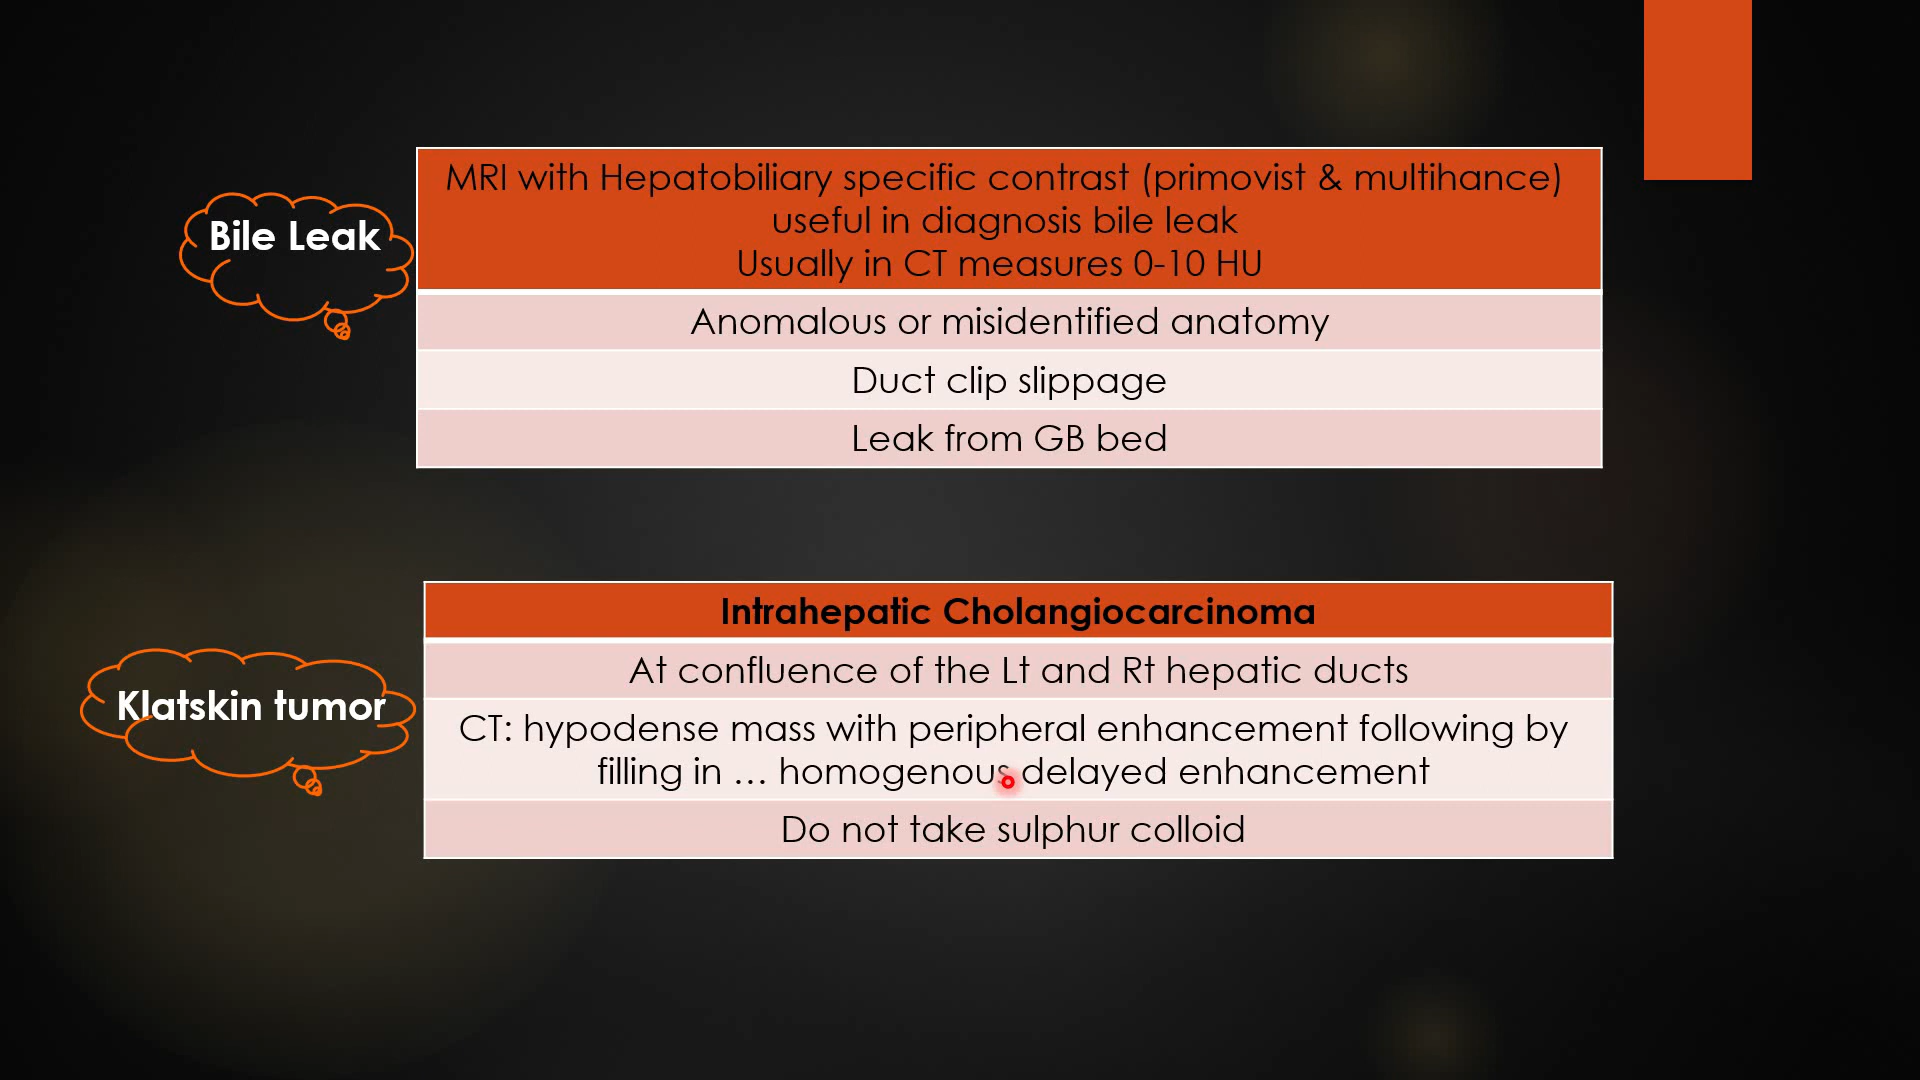 Bile Leak
MRI with Hepatobiliary specific contrast (primovist & multihance)
useful in diagnosis bile leak
Usually in CT measures 0-10 HU
Anomalous or misidentified anatomy
Duct clip slippage
Leak from GB bed
Klatskin tumor
Intrahepatic Cholangiocarcinoma
At confluence of the Lt and Rt hepatic ducts
CT: hypodense mass with peripheral enhancement following by
filling in … homogenous delayed enhancement
Do not take sulphur colloid